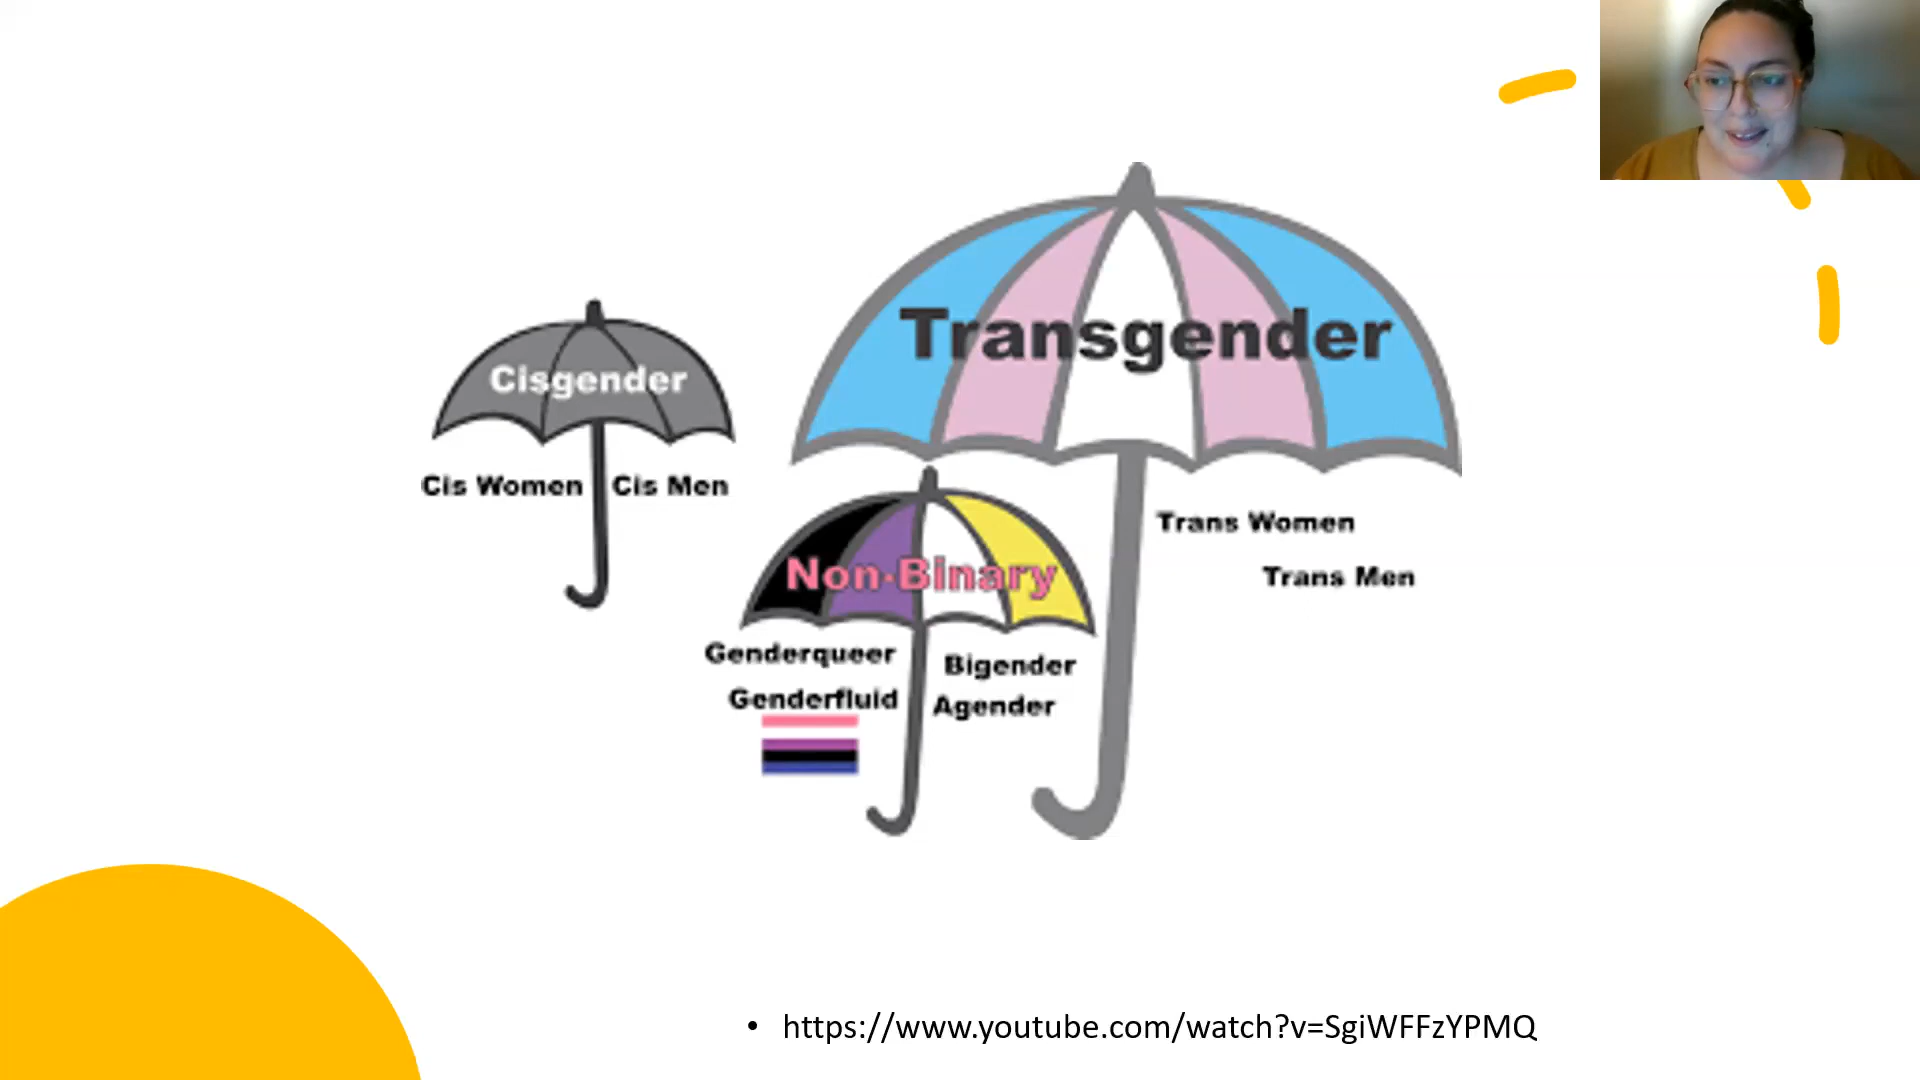 Transgender
Cisgender
Cis Women
Cis Men
Trans Women
Trans Men
Non-Binary
Genderqueer
Bigender
Genderfluid
Agender
• https://www.youtube.com/watch?v=SgiWFFzYPMQ